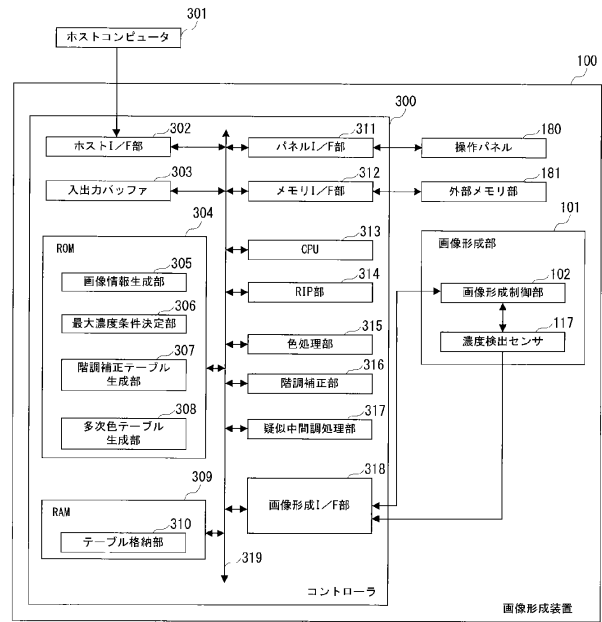 301
ホストコンピュータ
100
300
302
ホストI/F部
311
パネルI/F部
180
操作パネル
303
入出力バッファ
312
メモリI/F部
181
外部メモリ部
304
ROM
305
画像情報生成部
306
最大濃度条件決定部
307
階調補正テーブル
生成部
308
多次色テーブル
生成部
313
CPU
314
RIP部
315
色処理部
316
階調補正部
317
疑似中間調処理部
318
画像形成I/F部
101
画像形成部
102
画像形成制御部
117
濃度検出センサ
309
RAM
310
テーブル格納部
319
コントローラ
画像形成装置